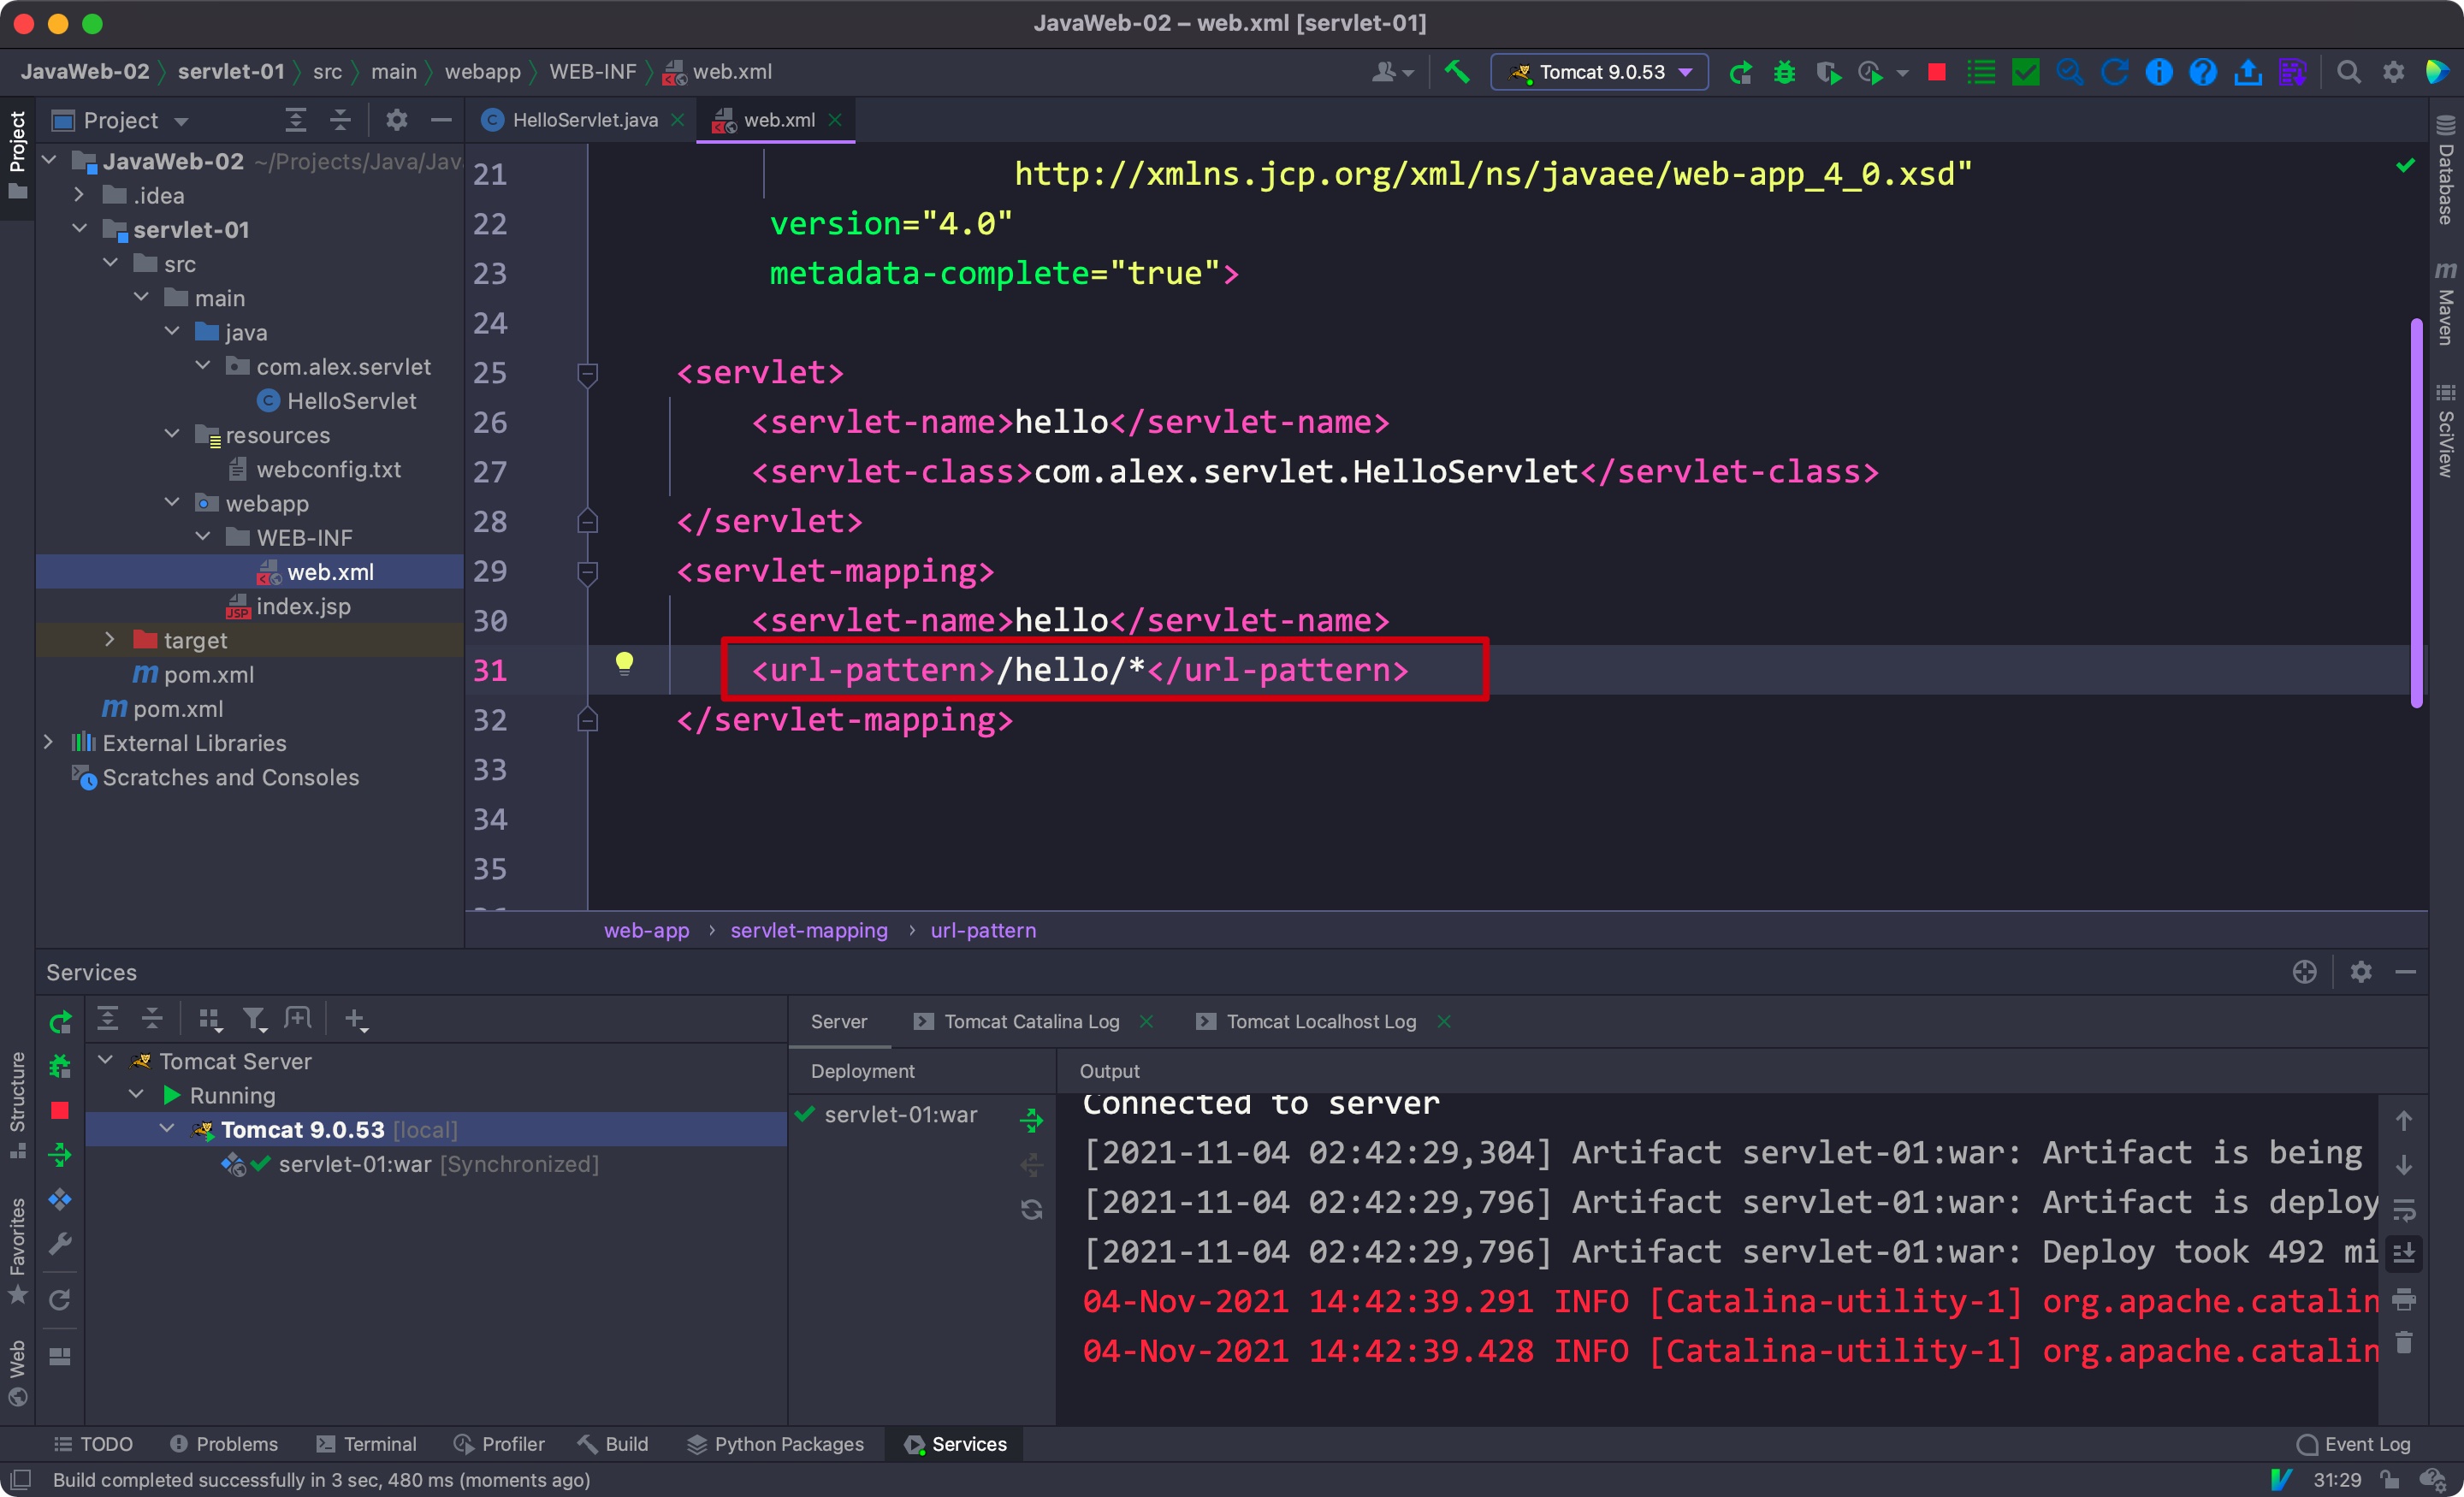 JavaWeb-02 – web.xml [servlet-01]
JavaWeb-02 servlet-01 src main webapp WEB-INF web.xml
Tomcat 9.0.53
Project
HelloServlet.java
web.xml
JavaWeb-02 ~/Projects/Java/Jav
.idea
servlet-01
src
main
java
com.alex.servlet
HelloServlet
resources
webconfig.txt
webapp
WEB-INF
web.xml
index.jsp
target
pom.xml
pom.xml
External Libraries
Scratches and Consoles
21 http://xmlns.jcp.org/xml/ns/javaee/web-app_4_0.xsd"
22 version="4.0"
23 metadata-complete="true">
24
25 <servlet>
26 <servlet-name>hello</servlet-name>
27 <servlet-class>com.alex.servlet.HelloServlet</servlet-class>
28 </servlet>
29 <servlet-mapping>
30 <servlet-name>hello</servlet-name>
31 <url-pattern>/hello/*</url-pattern>
32 </servlet-mapping>
33
34
35
web-app › servlet-mapping › url-pattern
Project
Structure
Favorites
Web
Database
Maven
SciView
Services
Tomcat Server
Running
Tomcat 9.0.53 [local]
servlet-01:war [Synchronized]
Server
Tomcat Catalina Log
Tomcat Localhost Log
Deployment
Output
servlet-01:war
Connected to server
[2021-11-04 02:42:29,304] Artifact servlet-01:war: Artifact is being
[2021-11-04 02:42:29,796] Artifact servlet-01:war: Artifact is deploy
[2021-11-04 02:42:29,796] Artifact servlet-01:war: Deploy took 492 mi
04-Nov-2021 14:42:39.291 INFO [Catalina-utility-1] org.apache.catalin
04-Nov-2021 14:42:39.428 INFO [Catalina-utility-1] org.apache.catalin
TODO
Problems
Terminal
Profiler
Build
Python Packages
Services
Event Log
Build completed successfully in 3 sec, 480 ms (moments ago)
31:29